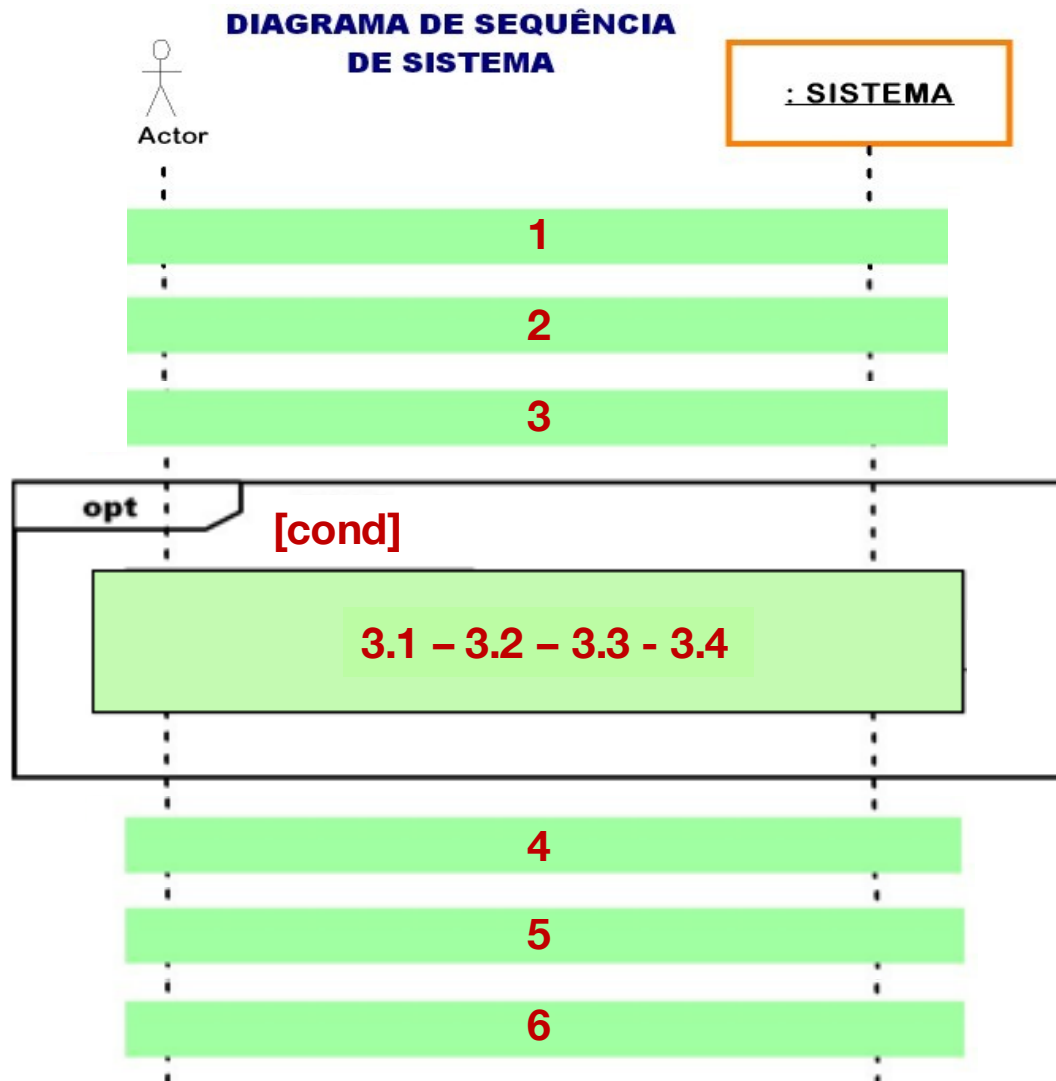 DIAGRAMA DE SEQUÊNCIA
DE SISTEMA
: SISTEMA
Actor
1
2
3
opt
[cond]
3.1 – 3.2 – 3.3 - 3.4
4
5
6